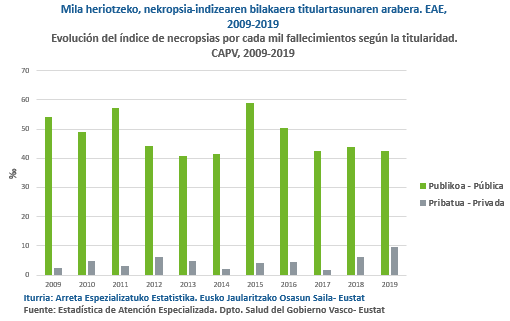 Mila heriotzeko, nekropsia-indizearen bilakaera titulartasunaren arabera. EAE,
2009-2019
Evolución del índice de necropsias por cada mil fallecimientos según la titularidad.
CAPV, 2009-2019
70
60
50
40
30
20
10
0
‰
2009 2010 2011 2012 2013 2014 2015 2016 2017 2018 2019
Publikoa - Pública
Pribatua - Privada
Iturria: Arreta Espezializatuko Estatistika. Eusko Jaularitzako Osasun Saila- Eustat
Fuente: Estadística de Atención Especializada. Dpto. Salud del Gobierno Vasco- Eustat